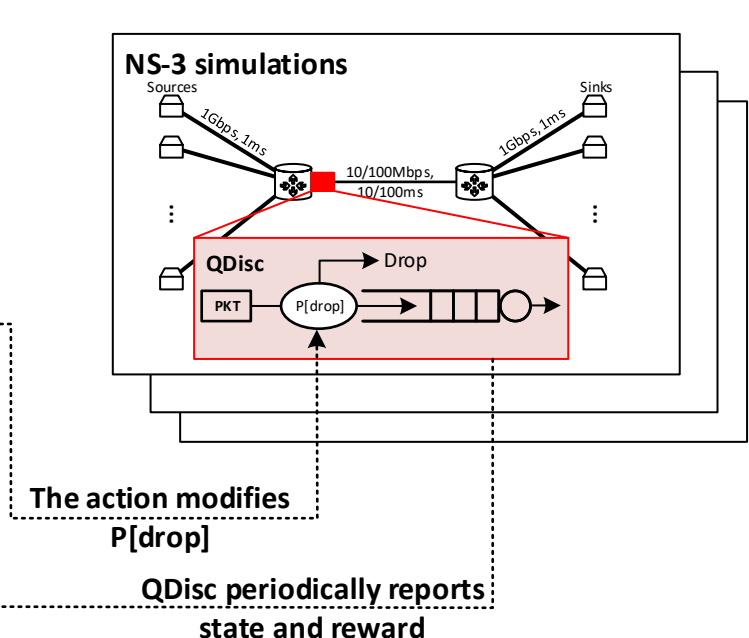 NS-3 simulations
Sources
Sinks
1Gbps, 1ms
1Gbps, 1ms
10/100Mbps,
10/100ms
⋮
⋮
QDisc
Drop
PKT
P[drop]
The action modifies
P[drop]
QDisc periodically reports
state and reward